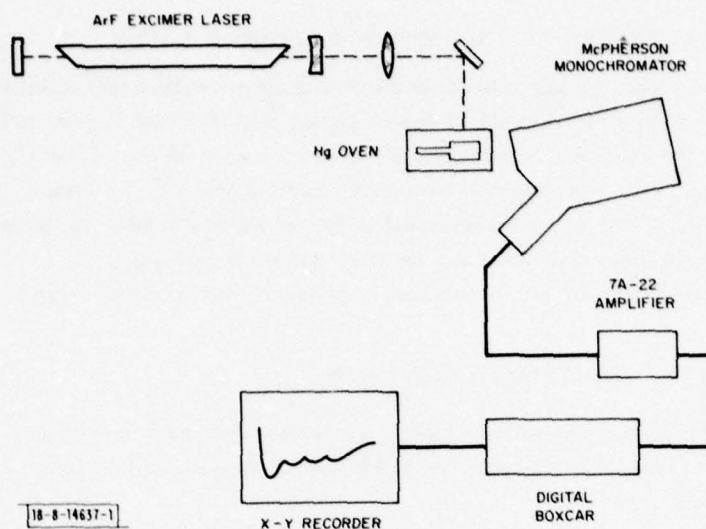 ArF EXCIMER LASER
McPHERSON
MONOCHROMATOR
Hg OVEN
7A-22
AMPLIFIER
18-8-14637-1
X-Y RECORDER
DIGITAL
BOXCAR